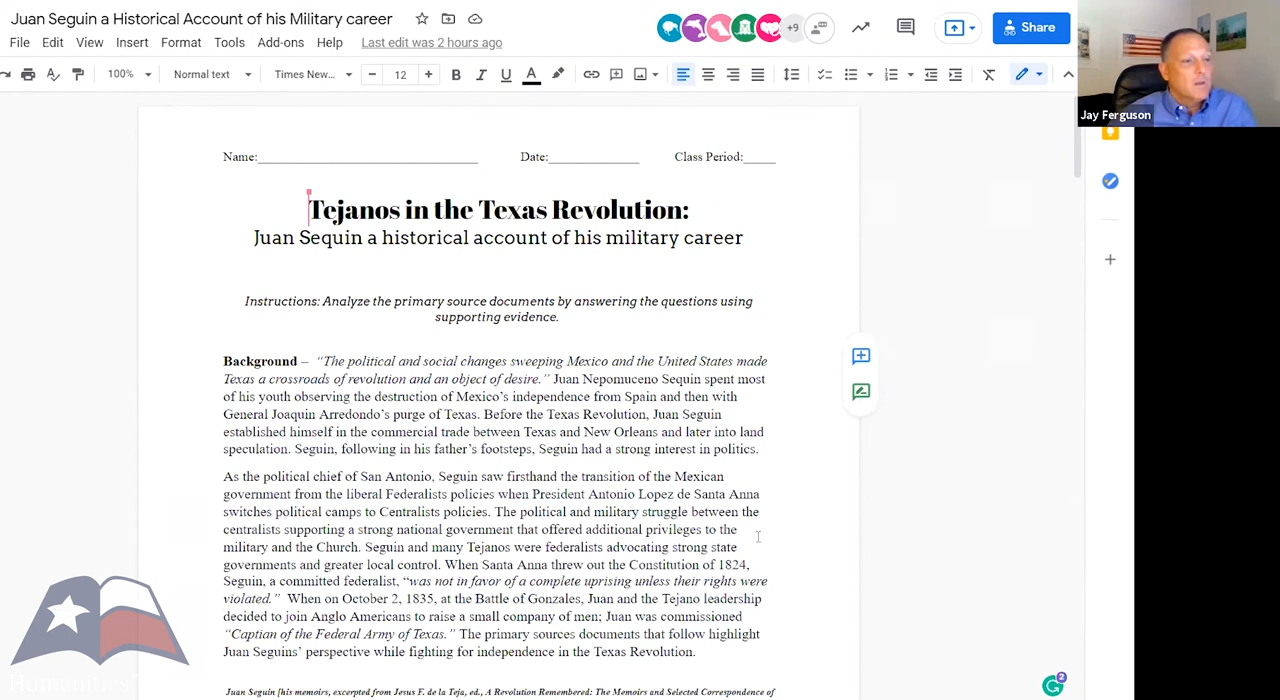 Juan Seguin a Historical Account of his Military career
File Edit View Insert Format Tools Add-ons Help Last edit was 2 hours ago
+9
Share
100% Normal text Times New... 12 B I U A
Jay Ferguson
Name: Date: Class Period:
Tejanos in the Texas Revolution:
Juan Sequin a historical account of his military career
Instructions: Analyze the primary source documents by answering the questions using
supporting evidence.
Background – “The political and social changes sweeping Mexico and the United States made
Texas a crossroads of revolution and an object of desire.” Juan Nepomuceno Sequin spent most
of his youth observing the destruction of Mexico’s independence from Spain and then with
General Joaquin Arredondo’s purge of Texas. Before the Texas Revolution, Juan Seguin
established himself in the commercial trade between Texas and New Orleans and later into land
speculation. Seguin, following in his father’s footsteps, Seguin had a strong interest in politics.
As the political chief of San Antonio, Seguin saw firsthand the transition of the Mexican
government from the liberal Federalists policies when President Antonio Lopez de Santa Anna
switches political camps to Centralists policies. The political and military struggle between the
centralists supporting a strong national government that offered additional privileges to the
military and the Church. Seguin and many Tejanos were federalists advocating strong state
governments and greater local control. When Santa Anna threw out the Constitution of 1824,
Seguin, a committed federalist, “was not in favor of a complete uprising unless their rights were
violated.” When on October 2, 1835, at the Battle of Gonzales, Juan and the Tejano leadership
decided to join Anglo Americans to raise a small company of men; Juan was commissioned
“Captian of the Federal Army of Texas.” The primary sources documents that follow highlight
Juan Seguins’ perspective while fighting for independence in the Texas Revolution.
Juan Seguin [his memoirs, excerpted from Jesus F. de la Teja, ed., A Revolution Remembered: The Memoirs and Selected Correspondence of
2
Humanities